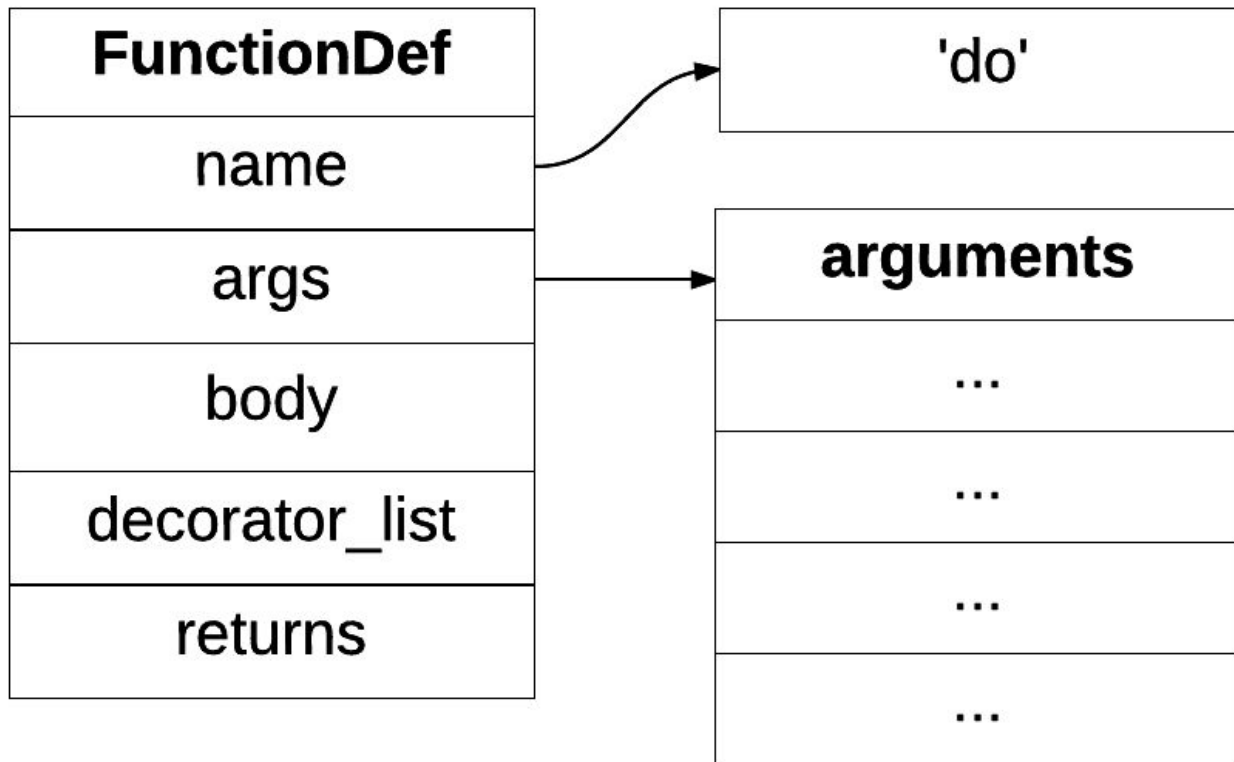 FunctionDef
name
args
body
decorator_list
returns
'do'
arguments
...
...
...
...